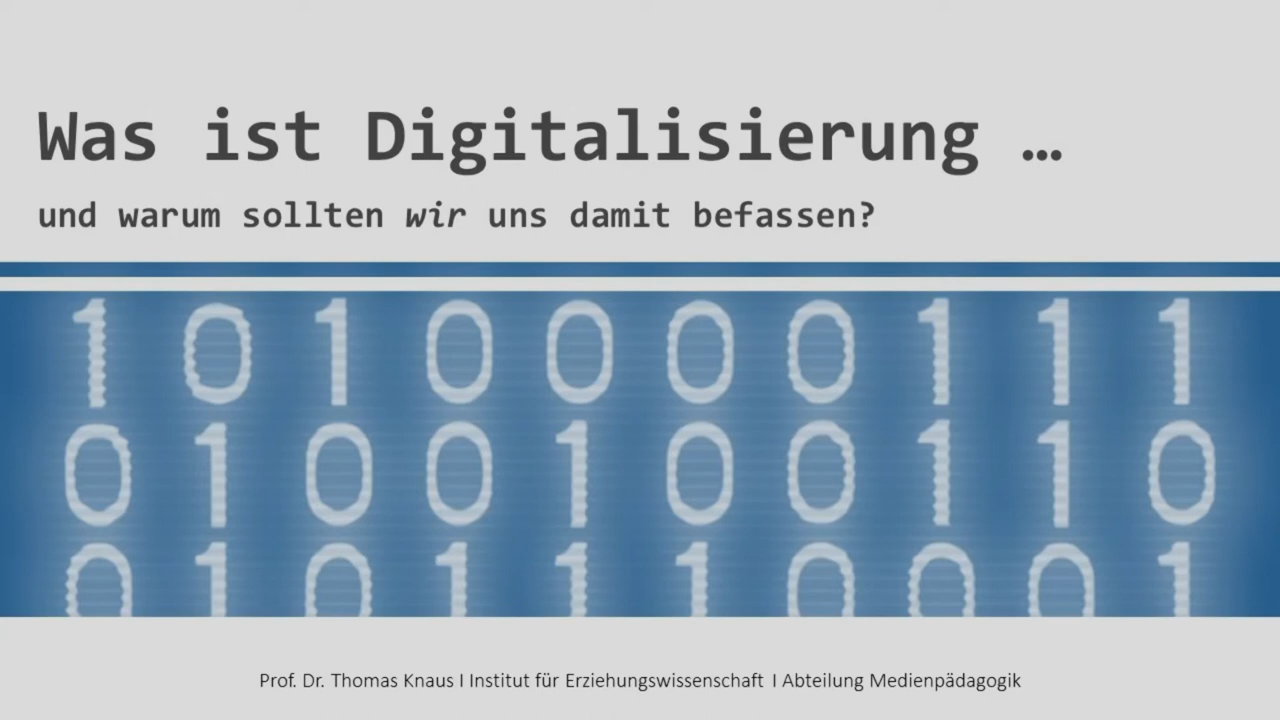 Was ist Digitalisierung …
und warum sollten wir uns damit befassen?
1 0 1 0 0 0 0 1 1 1
0 1 0 0 1 0 0 1 1 0
0 1 0 1 1 1 0 0 0 1
Prof. Dr. Thomas Knaus I Institut für Erziehungswissenschaft I Abteilung Medienpädagogik